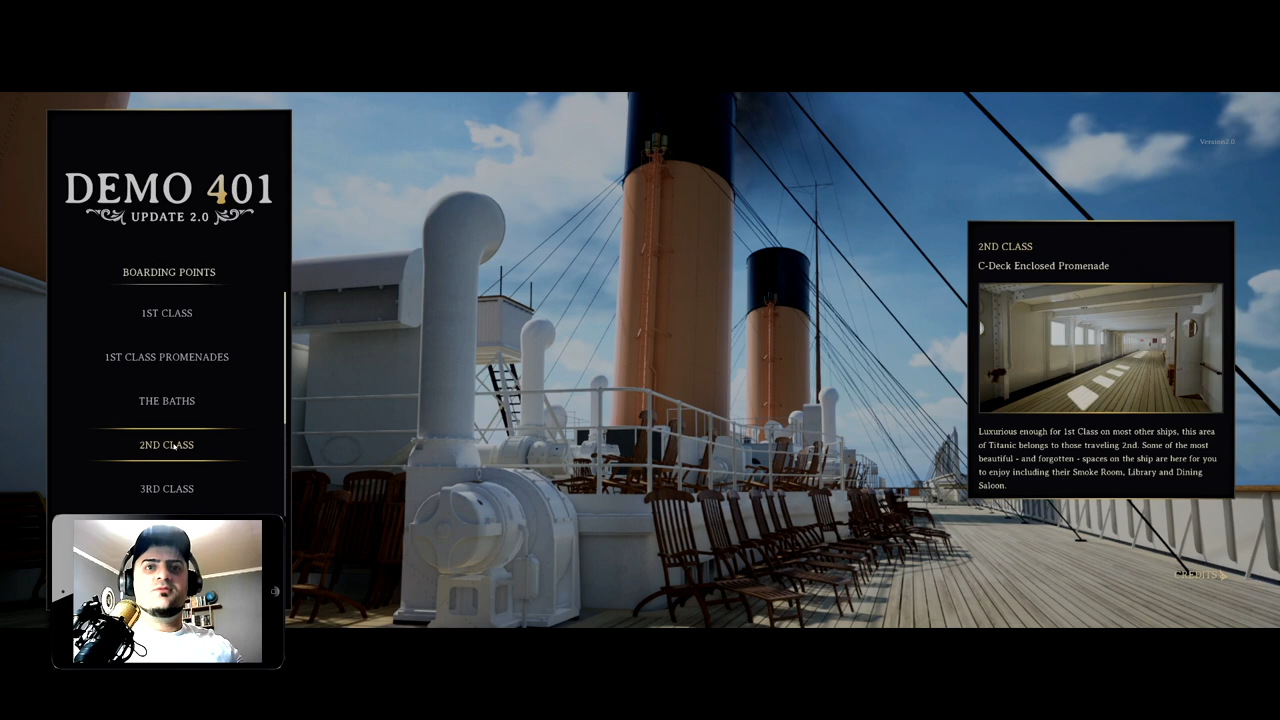 DEMO 401
UPDATE 2.0
BOARDING POINTS
1ST CLASS
1ST CLASS PROMENADES
THE BATHS
2ND CLASS
3RD CLASS
Version2.0
2ND CLASS
C-Deck Enclosed Promenade
Luxurious enough for 1st Class on most other ships, this area
of Titanic belongs to those traveling 2nd. Some of the most
beautiful - and forgotten - spaces on the ship are here for you
to enjoy including their Smoke Room, Library and Dining
Saloon.
CREDITS